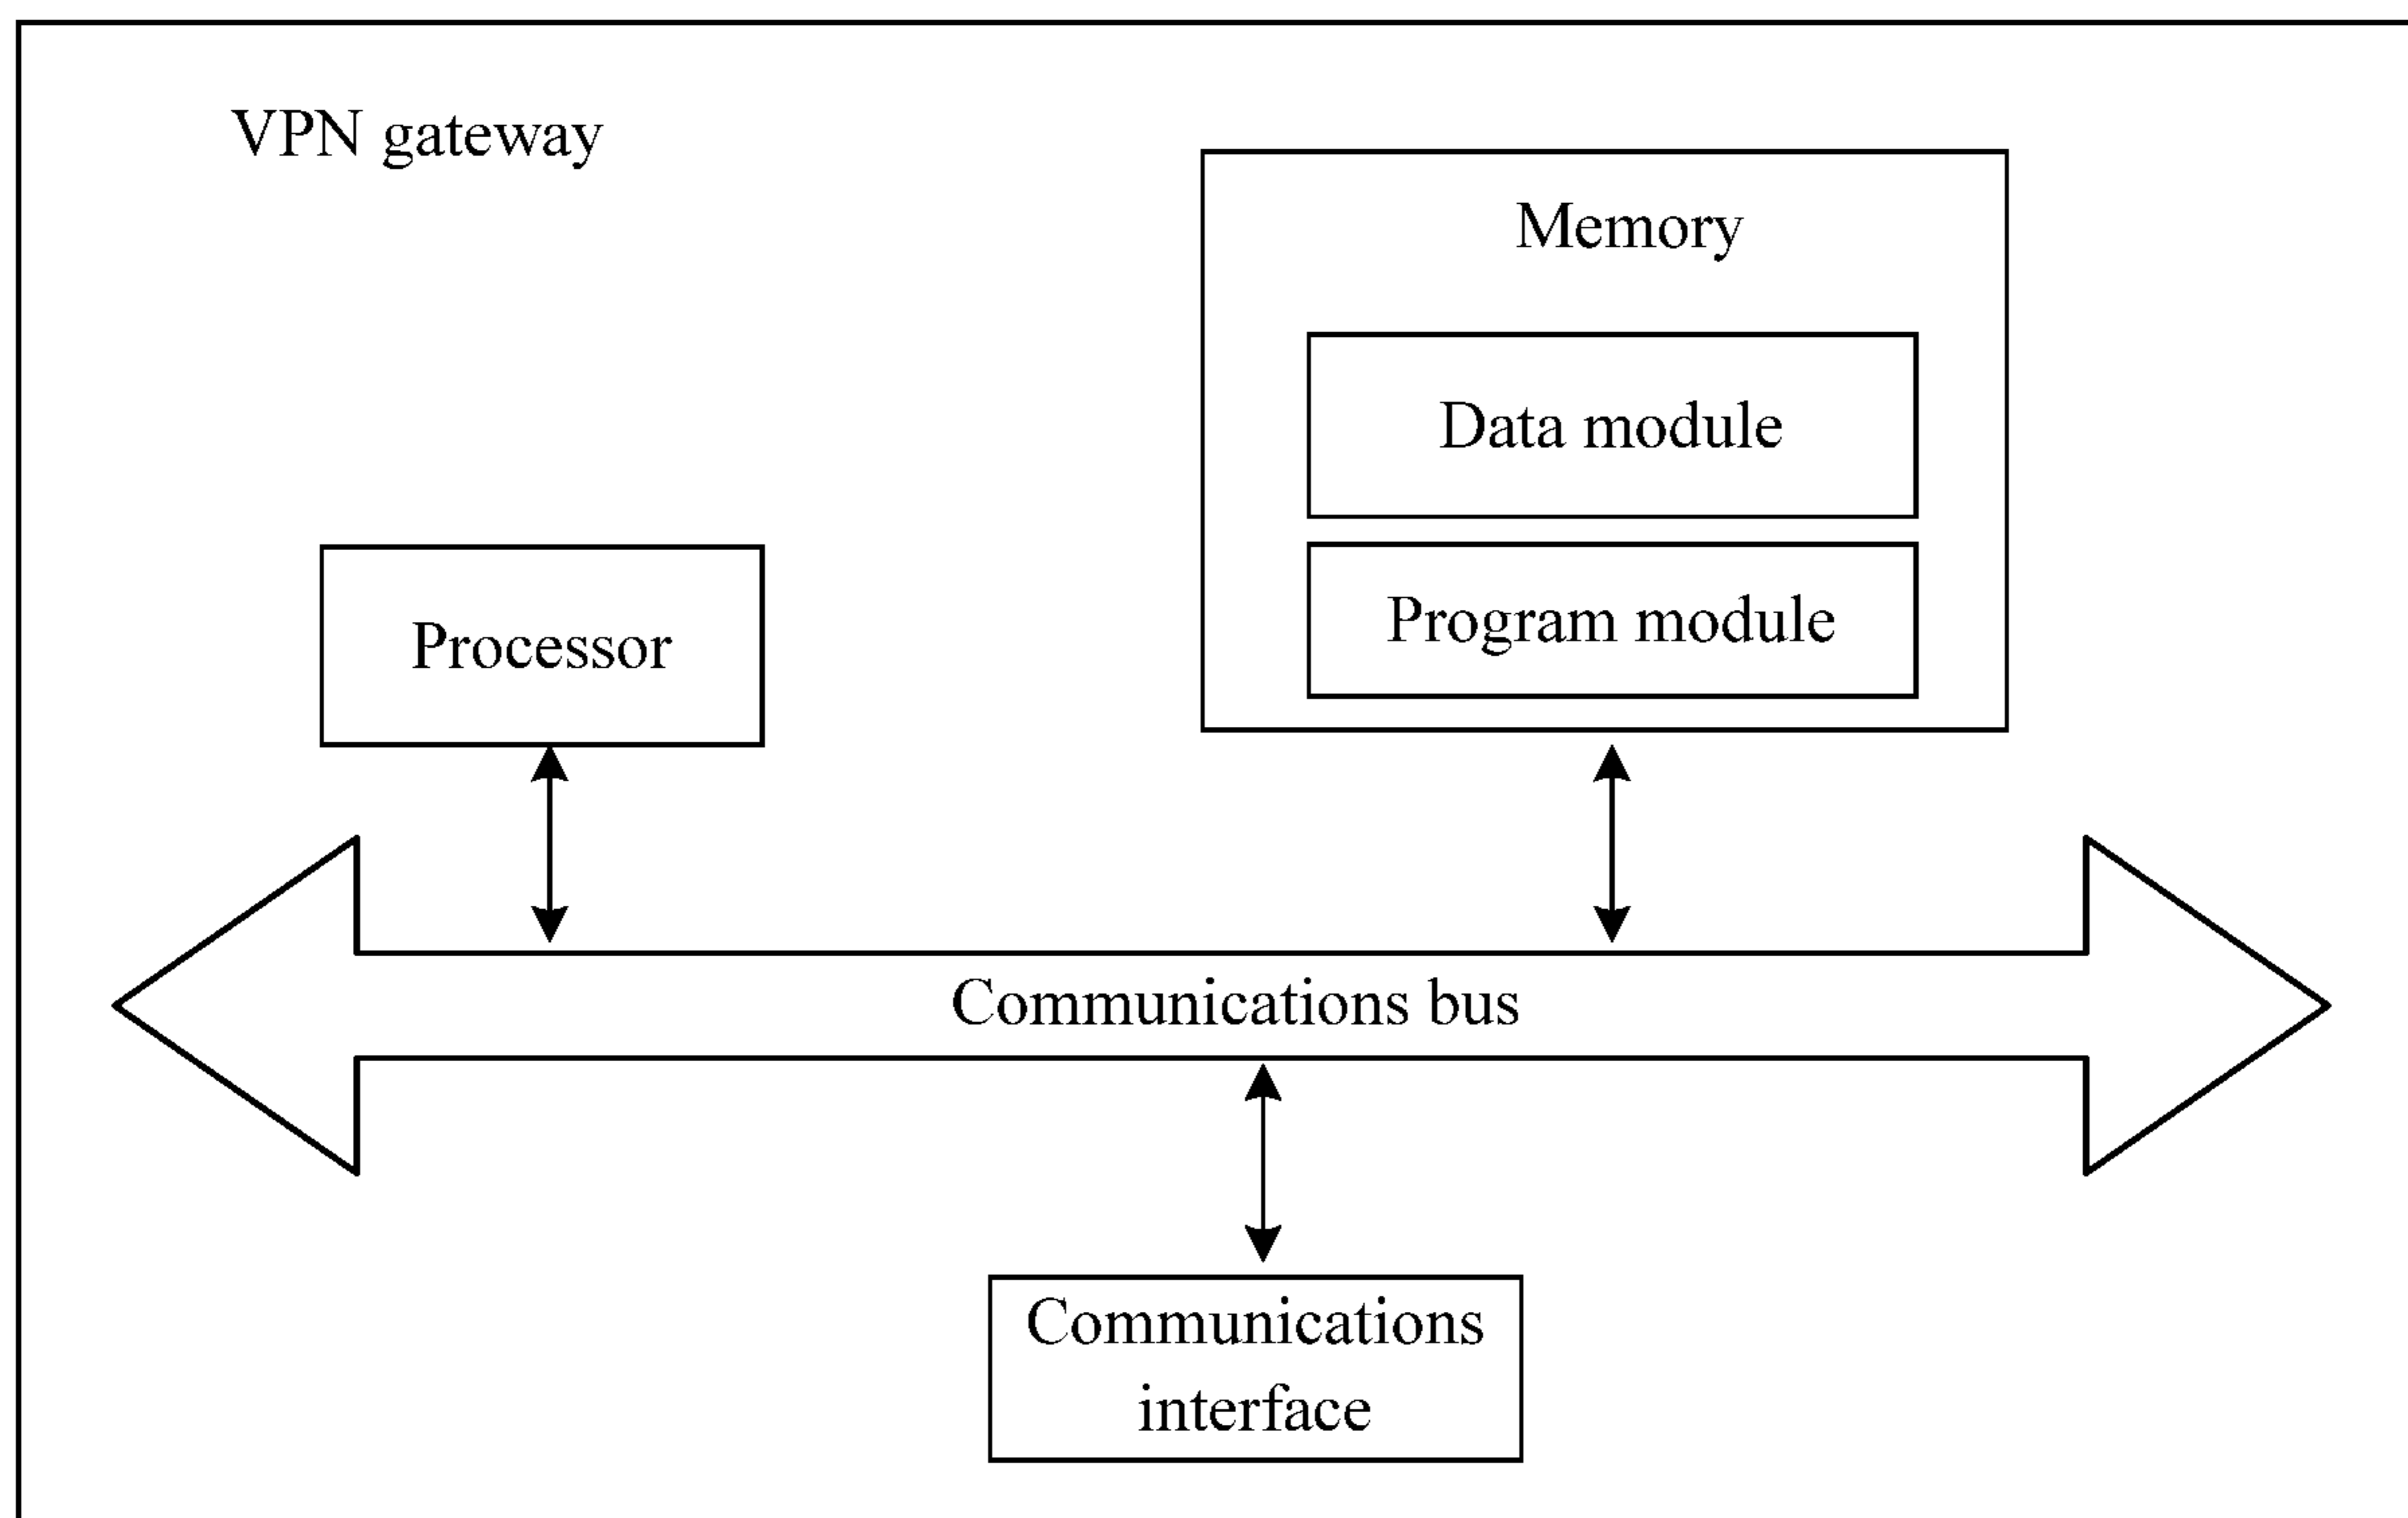 VPN gateway
Memory
Data module
Program module
Processor
Communications bus
Communications
interface